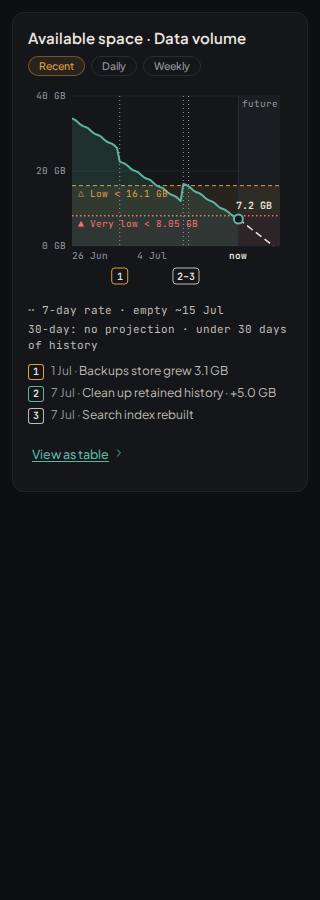 Available space · Data volume
Recent Daily Weekly
40 GB
future
20 GB
△ Low < 16.1 GB
7.2 GB
▲ Very low < 8.05 GB
0 GB
26 Jun 4 Jul now
1 2–3
7-day rate · empty ~15 Jul
30-day: no projection · under 30 days
of history
1 1 Jul · Backups store grew 3.1 GB
2 7 Jul · Clean up retained history · +5.0 GB
3 7 Jul · Search index rebuilt
View as table ›